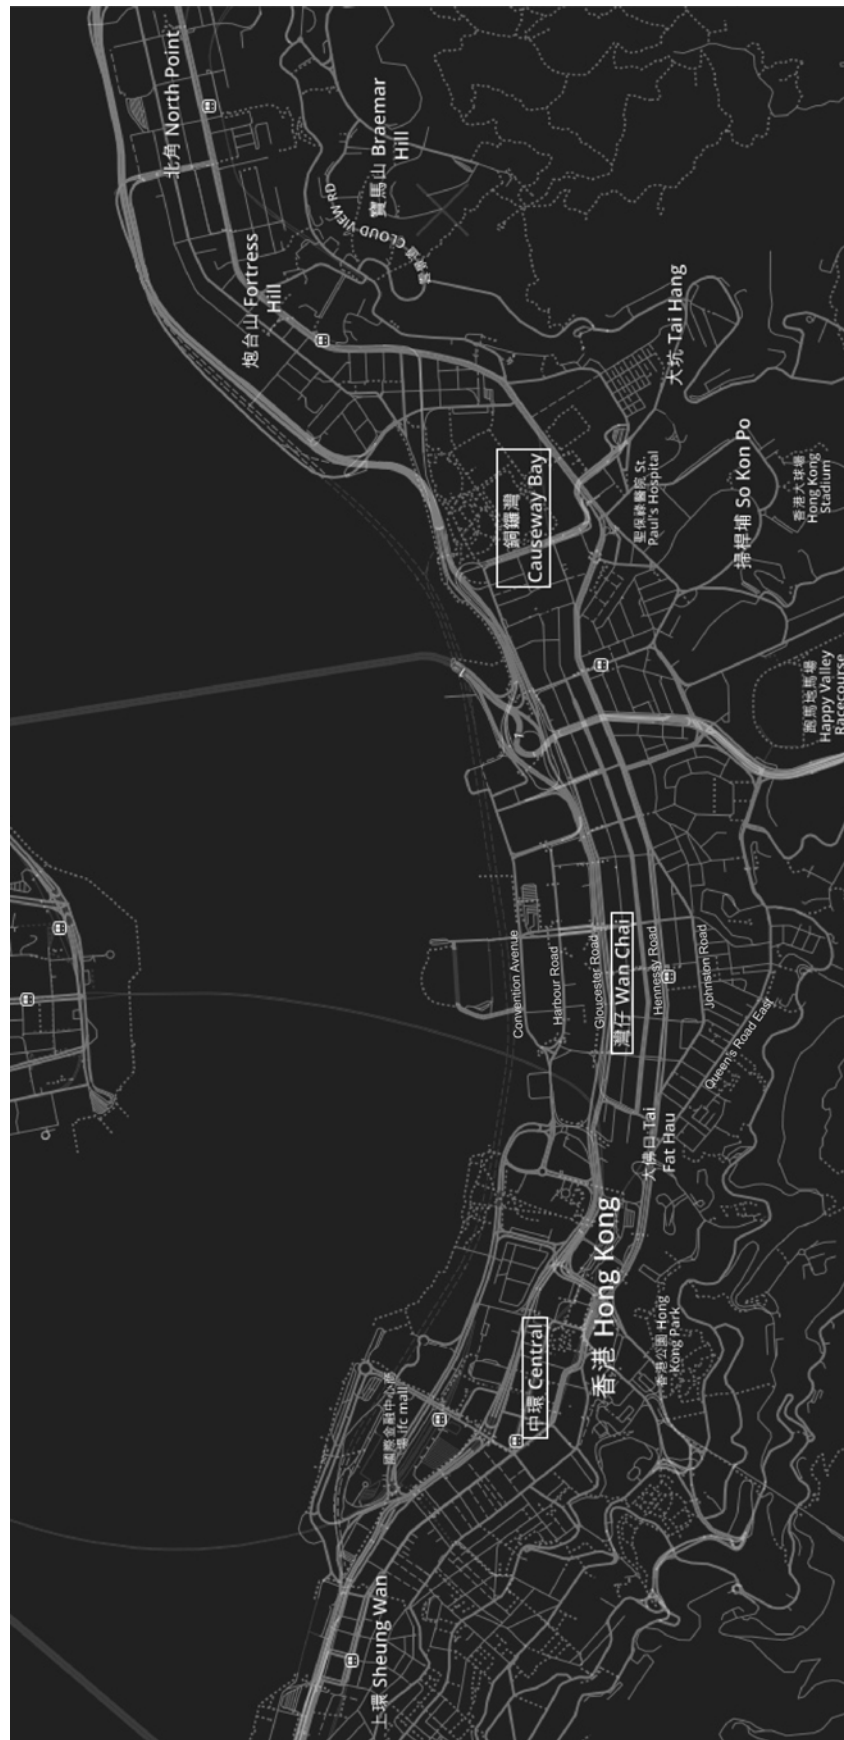 北角 North Point
炮台山 Fortress
Hill
雲景道 CLOUD VIEW RD
寶馬山 Braemar
Hill
上環 Sheung Wan
國際金融中心商
場 ifc mall
銅鑼灣
Causeway Bay
Convention Avenue
中環 Central
Harbour Road
Gloucester Road
香港 Hong Kong
灣仔 Wan Chai
聖保祿醫院 St.
Paul's Hospital
大佛口 Tai
Fat Hau
Hennessy Road
香港公園 Hong
Kong Park
大坑 Tai Hang
Johnston Road
Queen's Road East
掃桿埔 So Kon Po
香港大球場
Hong Kong
Stadium
跑馬地馬場
Happy Valley
Racecourse